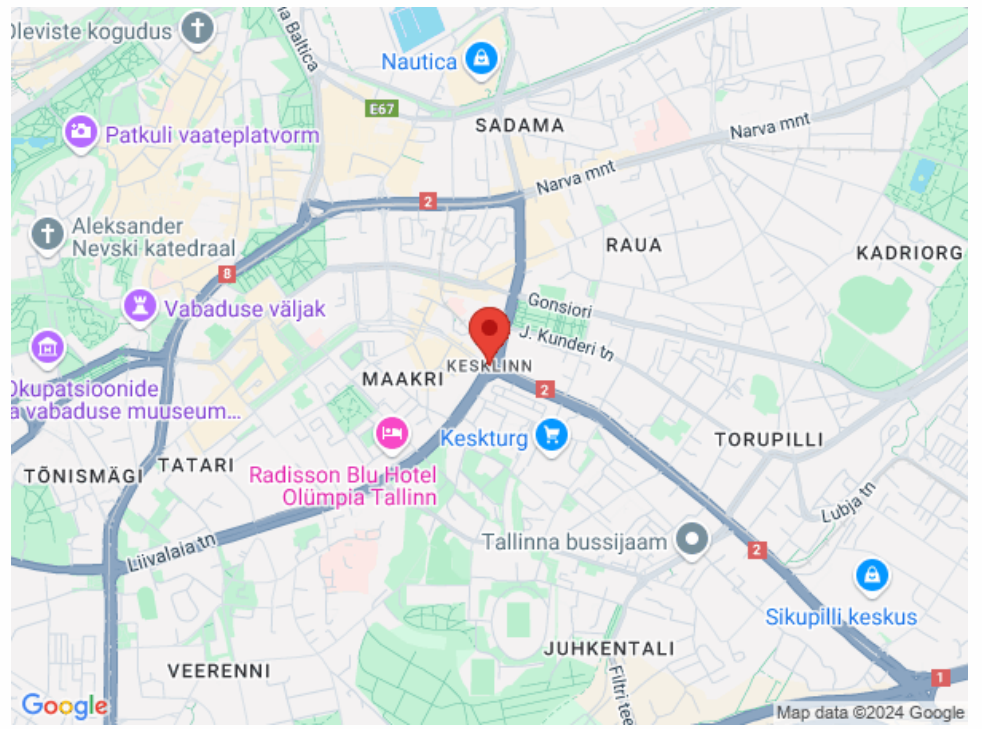 Oleviste kogudus
a Baltica
Nautica
E67
SADAMA
Patkuli vaateplatvorm
Narva mnt
Narva mnt
2
Aleksander
Nevski katedraal
RAUA
KADRIORG
8
Vabaduse väljak
Gonsiori
J. Kunderi tn
Okupatsioonide
a vabaduse muuseum...
MAAKRI
KESKLINN
2
Keskturg
TORUPILLI
TÕNISMÄGI
TATARI
Radisson Blu Hotel
Olümpia Tallinn
Lubja tn
Liivalaia tn
Tallinna bussijaam
2
Sikupilli keskus
JUHKENTALI
VEERENNI
Filtri tee
1
Google
Map data ©2024 Google